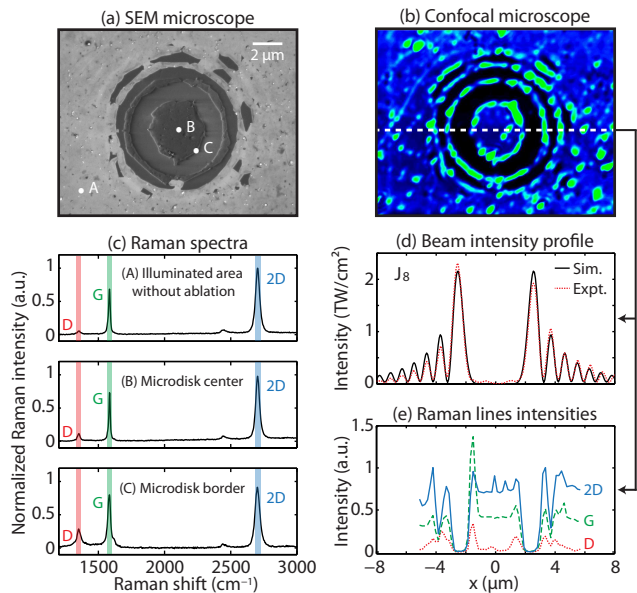 (a) SEM microscope
2 μm
B
C
A
(b) Confocal microscope
(c) Raman spectra
Normalized Raman intensity (a.u.)
1
0.5
0
D
G
(A) Illuminated area
without ablation
2D
1
0.5
0
D
G
(B) Microdisk center
2D
1
0.5
0
D
G
(C) Microdisk border
2D
1500
2000
2500
3000
Raman shift (cm⁻¹)
(d) Beam intensity profile
Intensity (TW/cm²)
2
1
0
J₈
Sim.
Expt.
(e) Raman lines intensities
Intensity (a.u.)
1.5
1.0
0.5
0
2D
G
D
−8
−4
0
4
8
x (μm)